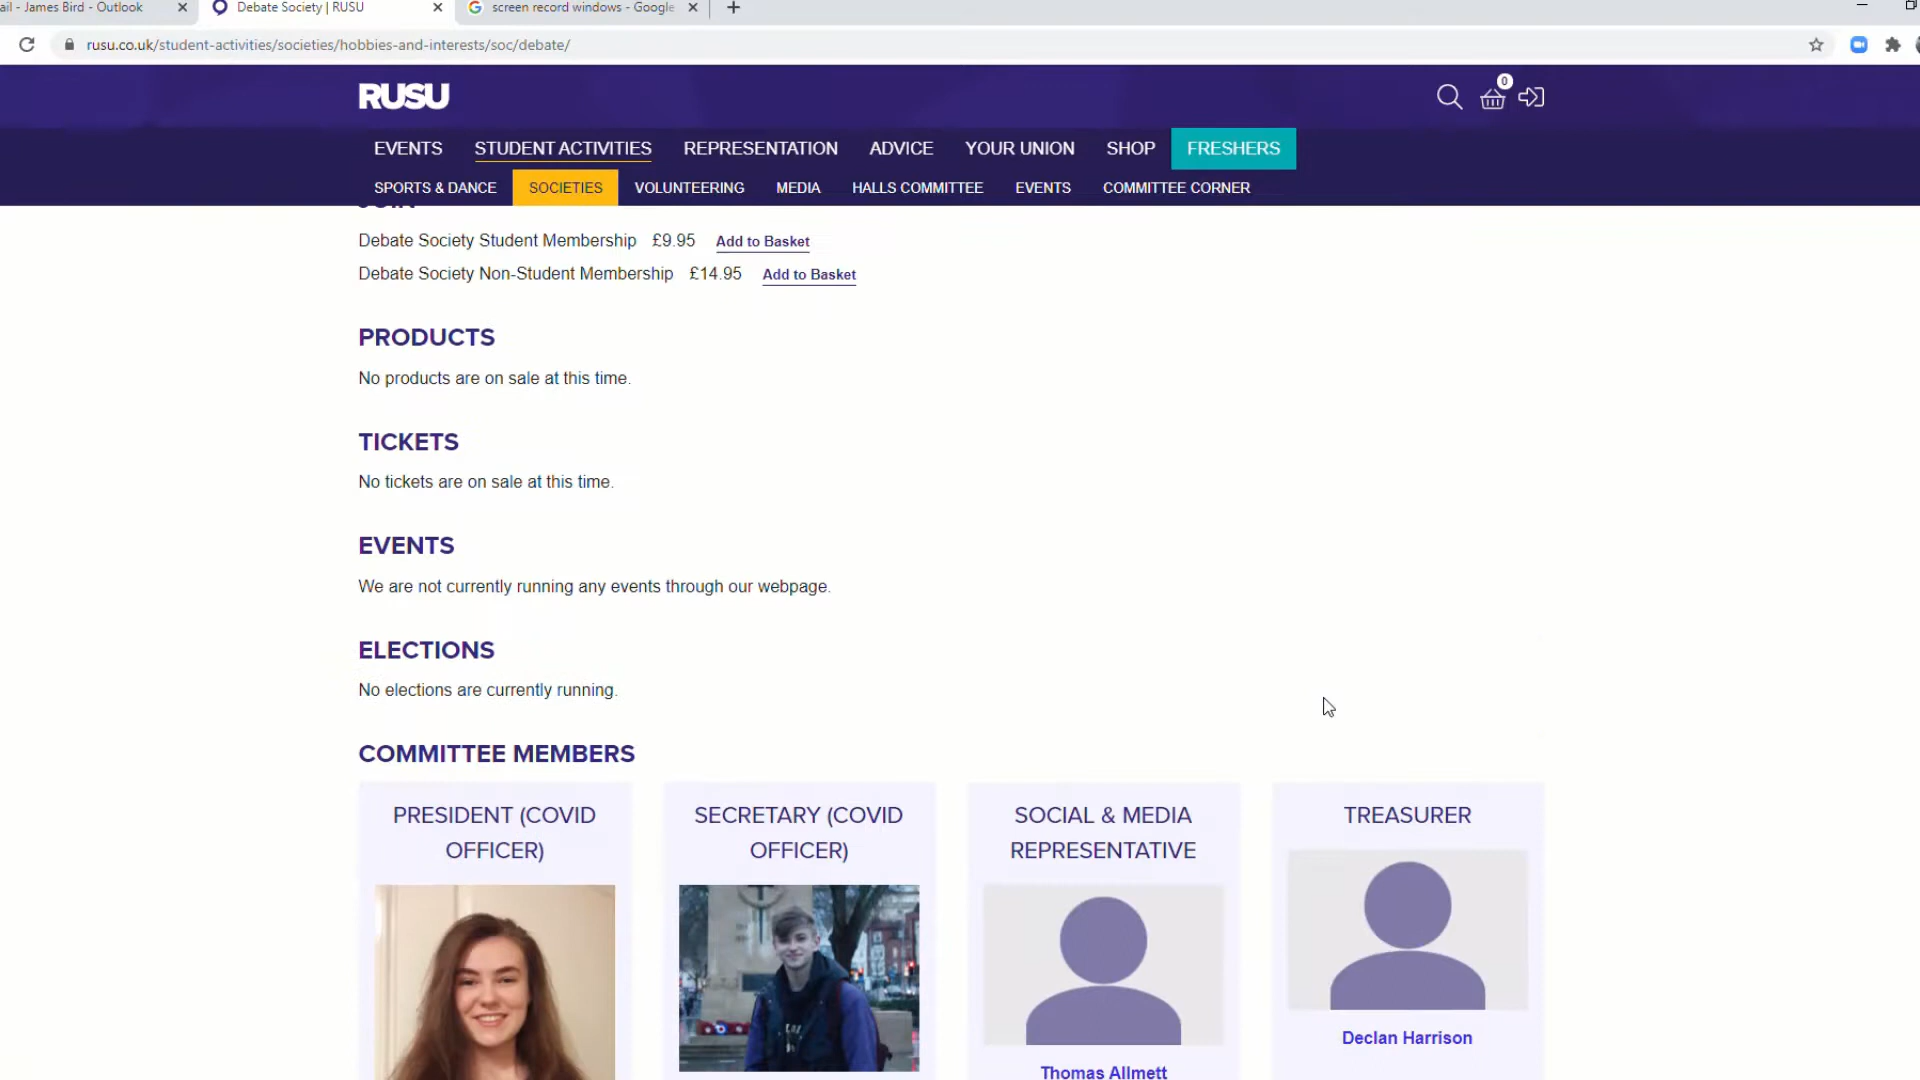 ail - James Bird - Outlook
Debate Society | RUSU
screen record windows - Google
rusu.co.uk/student-activities/societies/hobbies-and-interests/soc/debate/
RUSU
0
EVENTS STUDENT ACTIVITIES REPRESENTATION ADVICE YOUR UNION SHOP FRESHERS
SPORTS & DANCE SOCIETIES VOLUNTEERING MEDIA HALLS COMMITTEE EVENTS COMMITTEE CORNER
JOIN
Debate Society Student Membership £9.95 Add to Basket
Debate Society Non-Student Membership £14.95 Add to Basket
PRODUCTS
No products are on sale at this time.
TICKETS
No tickets are on sale at this time.
EVENTS
We are not currently running any events through our webpage.
ELECTIONS
No elections are currently running.
COMMITTEE MEMBERS
PRESIDENT (COVID
OFFICER)
SECRETARY (COVID
OFFICER)
SOCIAL & MEDIA
REPRESENTATIVE
Thomas Allmett
TREASURER
Declan Harrison